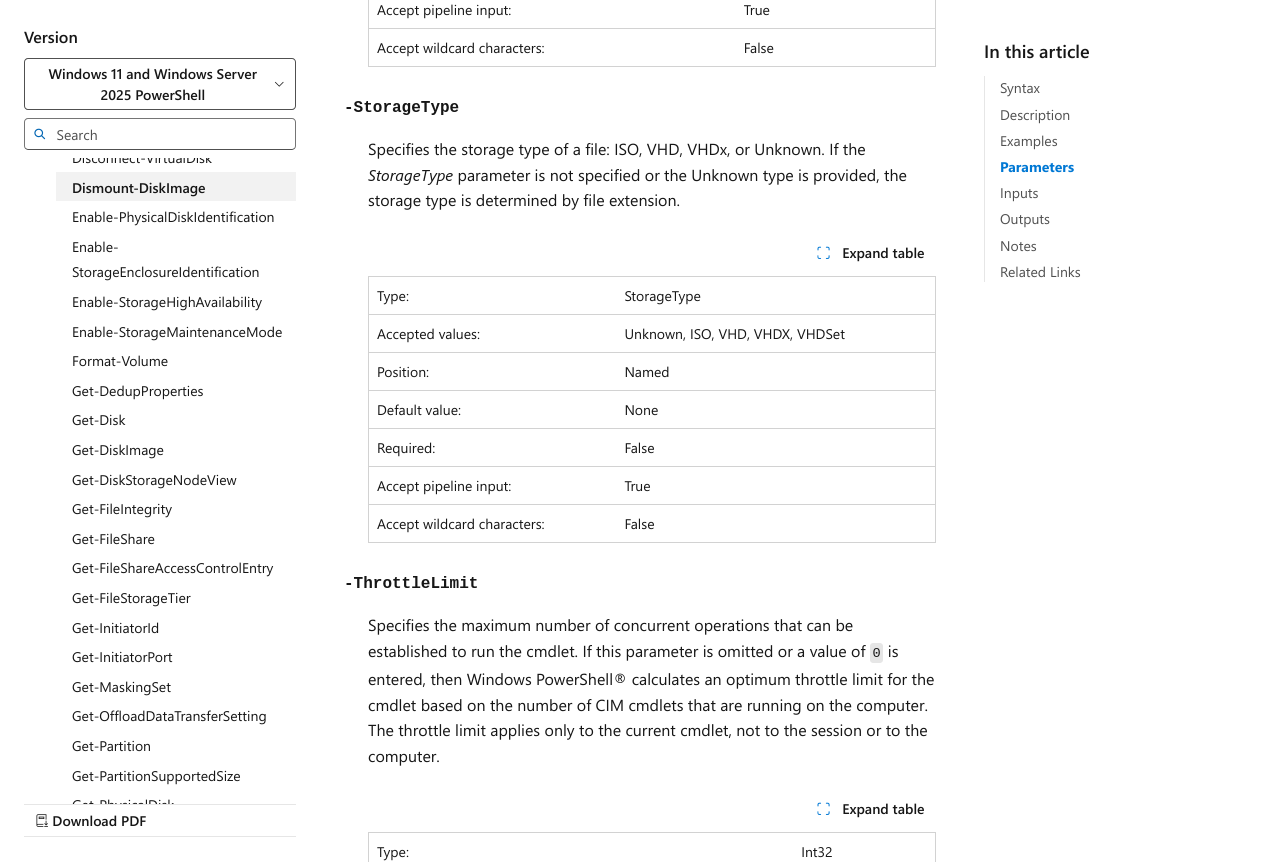 Version
Windows 11 and Windows Server
2025 PowerShell
Search
Disconnect-VirtualDisk
Dismount-DiskImage
Enable-PhysicalDiskIdentification
Enable-
StorageEnclosureIdentification
Enable-StorageHighAvailability
Enable-StorageMaintenanceMode
Format-Volume
Get-DedupProperties
Get-Disk
Get-DiskImage
Get-DiskStorageNodeView
Get-FileIntegrity
Get-FileShare
Get-FileShareAccessControlEntry
Get-FileStorageTier
Get-InitiatorId
Get-InitiatorPort
Get-MaskingSet
Get-OffloadDataTransferSetting
Get-Partition
Get-PartitionSupportedSize
Get-PhysicalDisk
Download PDF
Accept pipeline input: True
Accept wildcard characters: False
-StorageType
Specifies the storage type of a file: ISO, VHD, VHDx, or Unknown. If the
StorageType parameter is not specified or the Unknown type is provided, the
storage type is determined by file extension.
Expand table
Type: StorageType
Accepted values: Unknown, ISO, VHD, VHDX, VHDSet
Position: Named
Default value: None
Required: False
Accept pipeline input: True
Accept wildcard characters: False
-ThrottleLimit
Specifies the maximum number of concurrent operations that can be
established to run the cmdlet. If this parameter is omitted or a value of 0 is
entered, then Windows PowerShell® calculates an optimum throttle limit for the
cmdlet based on the number of CIM cmdlets that are running on the computer.
The throttle limit applies only to the current cmdlet, not to the session or to the
computer.
Expand table
Type: Int32
In this article
Syntax
Description
Examples
Parameters
Inputs
Outputs
Notes
Related Links